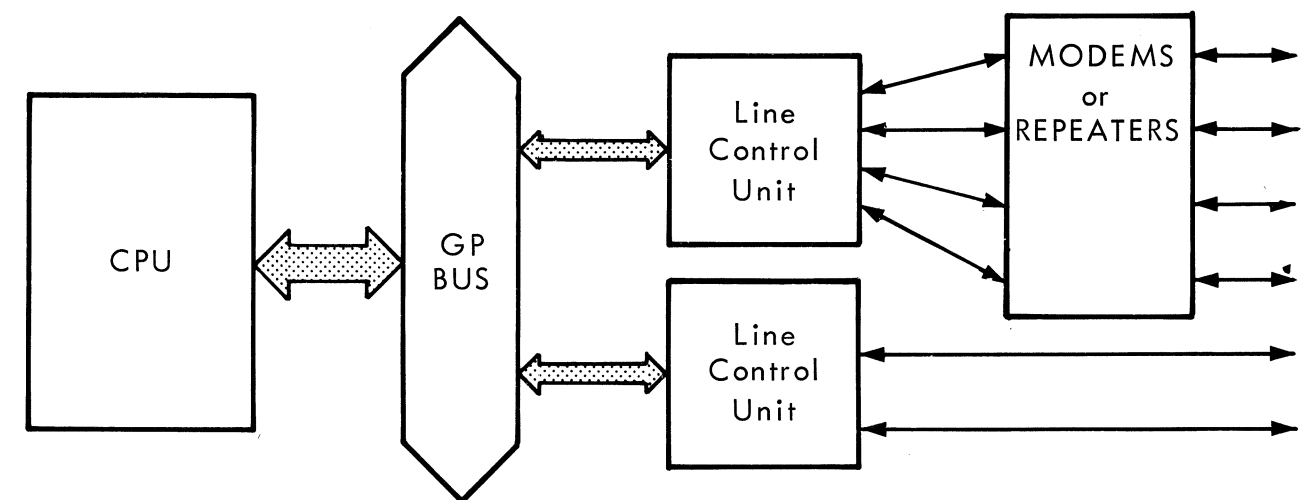 CPU
GP
BUS
Line
Control
Unit
Line
Control
Unit
MODEMS
or
REPEATERS